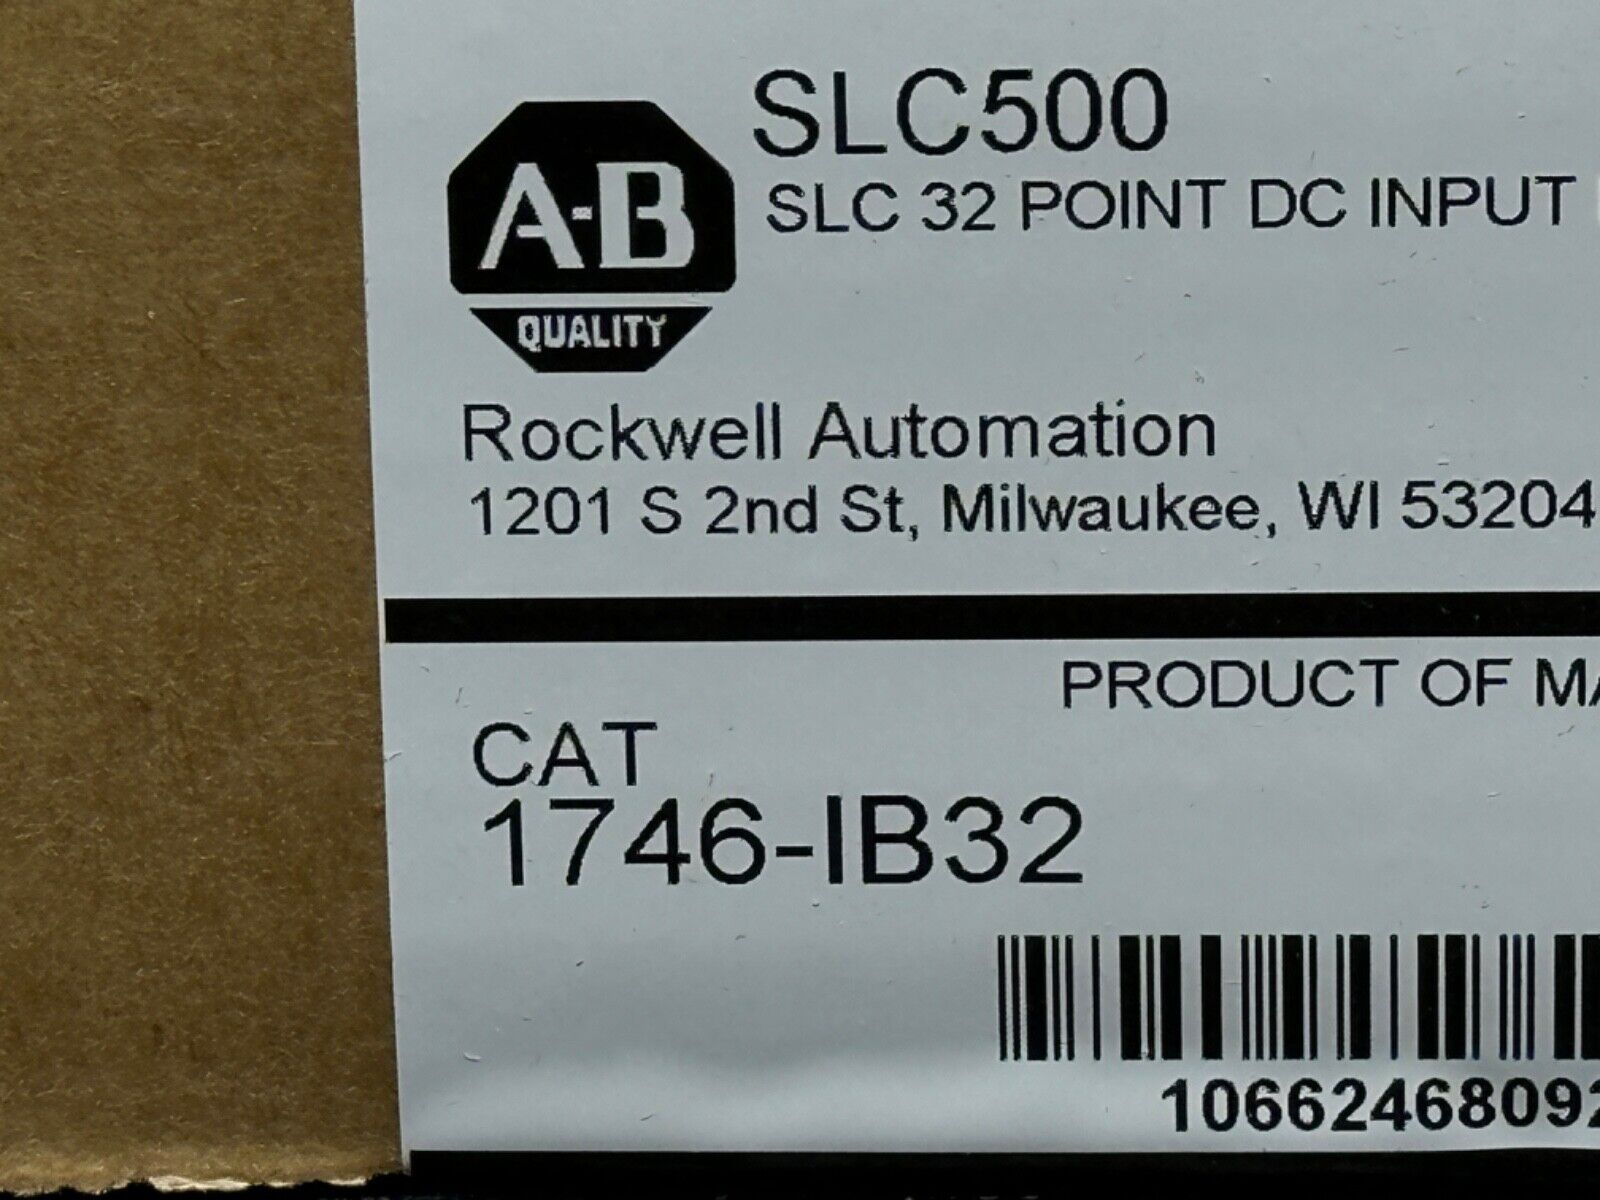 SLC500
SLC 32 POINT DC INPUT
A-B
QUALITY
Rockwell Automation
1201 S 2nd St, Milwaukee, WI 53204
PRODUCT OF
CAT
1746-IB32
1066246809